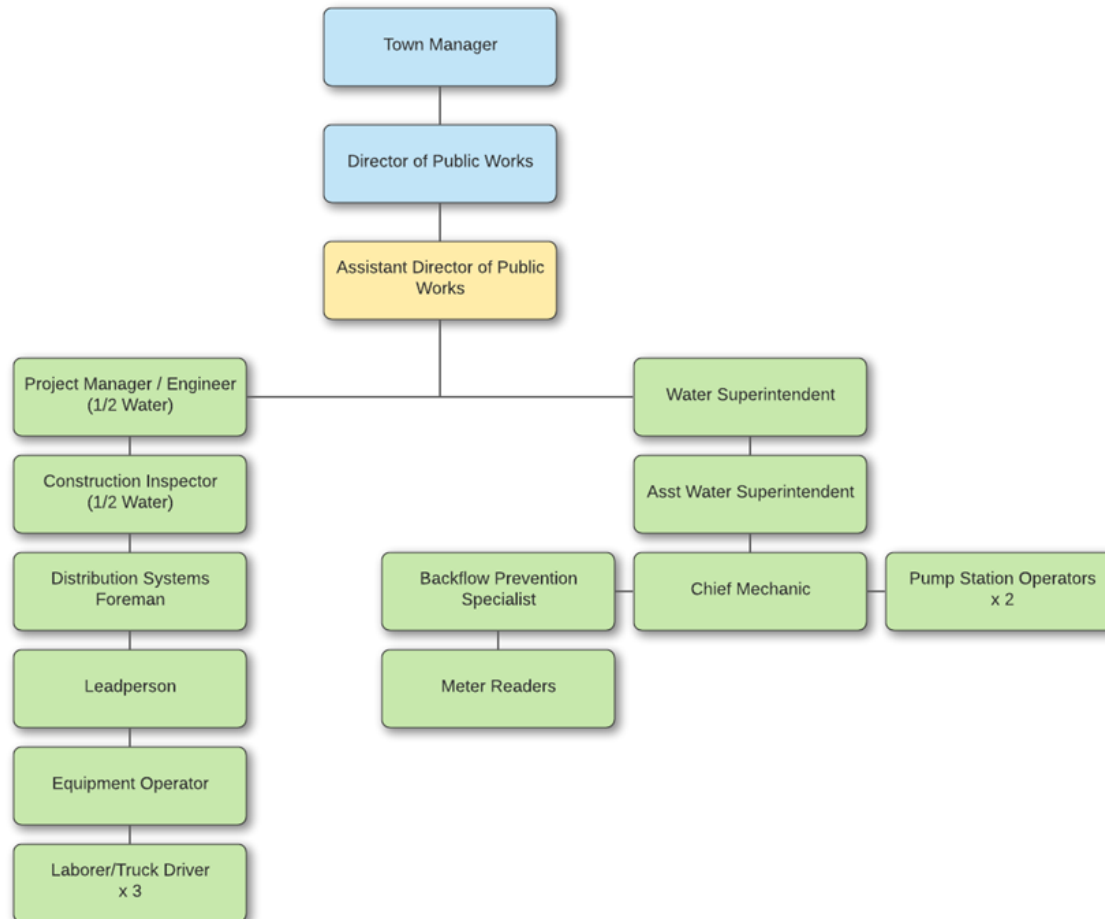 Town Manager
Director of Public Works
Assistant Director of Public
Works
Project Manager / Engineer
(1/2 Water)
Water Superintendent
Construction Inspector
(1/2 Water)
Asst Water Superintendent
Distribution Systems
Foreman
Backflow Prevention
Specialist
Chief Mechanic
Pump Station Operators
x 2
Leadperson
Meter Readers
Equipment Operator
Laborer/Truck Driver
x 3